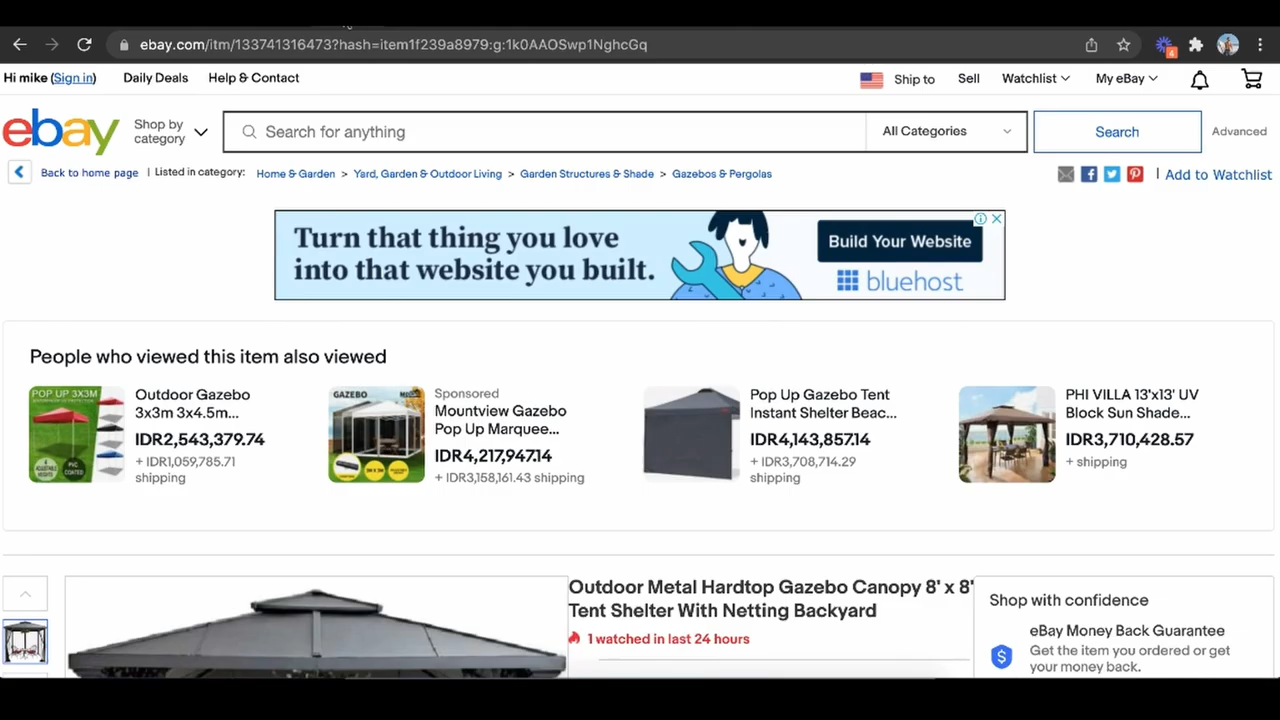 ebay.com/itm/133741316473?hash=item1f239a8979:g:1k0AAOSwp1NghcGq
4
Hi mike (Sign in) Daily Deals Help & Contact Ship to Sell Watchlist My eBay
ebay Shop by category Search for anything All Categories Search Advanced
Back to home page | Listed in category: Home & Garden > Yard, Garden & Outdoor Living > Garden Structures & Shade > Gazebos & Pergolas | Add to Watchlist
Turn that thing you love
into that website you built.
Build Your Website
bluehost
People who viewed this item also viewed
POP UP 3X3M
PVC COATED
Outdoor Gazebo
3x3m 3x4.5m...
IDR2,543,379.74
+ IDR1,059,785.71
shipping
GAZEBO
Sponsored
Mountview Gazebo
Pop Up Marquee...
IDR4,217,947.14
+ IDR3,158,161.43 shipping
Pop Up Gazebo Tent
Instant Shelter Beac...
IDR4,143,857.14
+ IDR3,708,714.29
shipping
PHI VILLA 13'x13' UV
Block Sun Shade...
IDR3,710,428.57
+ shipping
Outdoor Metal Hardtop Gazebo Canopy 8' x 8'
Tent Shelter With Netting Backyard
1 watched in last 24 hours
Shop with confidence
eBay Money Back Guarantee
Get the item you ordered or get
your money back.